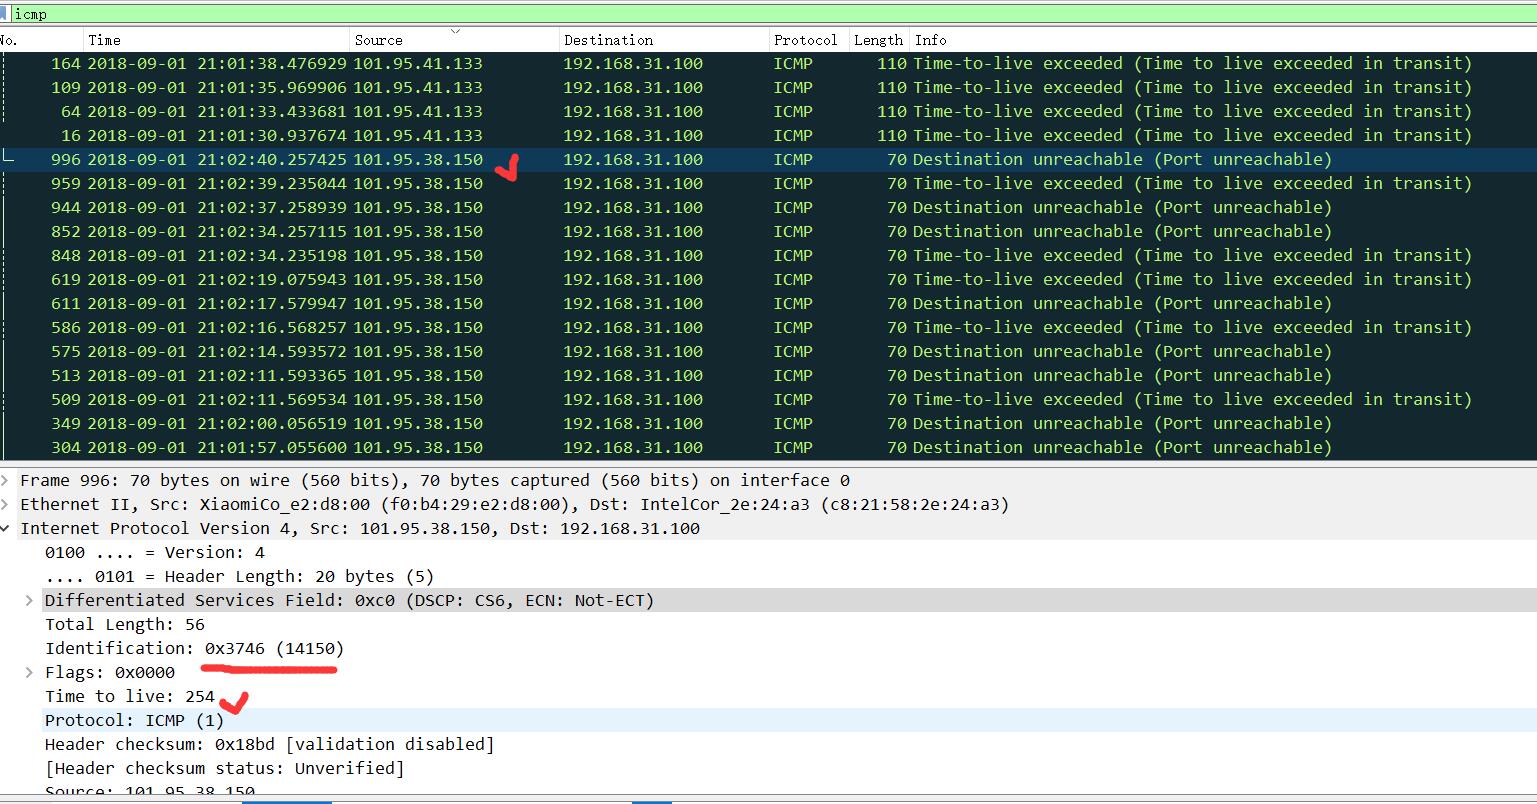 icmp
No. Time Source Destination Protocol Length Info
164 2018-09-01 21:01:38.476929 101.95.41.133 192.168.31.100 ICMP 110 Time-to-live exceeded (Time to live exceeded in transit)
109 2018-09-01 21:01:35.969906 101.95.41.133 192.168.31.100 ICMP 110 Time-to-live exceeded (Time to live exceeded in transit)
64 2018-09-01 21:01:33.433681 101.95.41.133 192.168.31.100 ICMP 110 Time-to-live exceeded (Time to live exceeded in transit)
16 2018-09-01 21:01:30.937674 101.95.41.133 192.168.31.100 ICMP 110 Time-to-live exceeded (Time to live exceeded in transit)
996 2018-09-01 21:02:40.257425 101.95.38.150 192.168.31.100 ICMP 70 Destination unreachable (Port unreachable)
959 2018-09-01 21:02:39.235044 101.95.38.150 192.168.31.100 ICMP 70 Time-to-live exceeded (Time to live exceeded in transit)
944 2018-09-01 21:02:37.258939 101.95.38.150 192.168.31.100 ICMP 70 Destination unreachable (Port unreachable)
852 2018-09-01 21:02:34.257115 101.95.38.150 192.168.31.100 ICMP 70 Destination unreachable (Port unreachable)
848 2018-09-01 21:02:34.235198 101.95.38.150 192.168.31.100 ICMP 70 Time-to-live exceeded (Time to live exceeded in transit)
619 2018-09-01 21:02:19.075943 101.95.38.150 192.168.31.100 ICMP 70 Time-to-live exceeded (Time to live exceeded in transit)
611 2018-09-01 21:02:17.579947 101.95.38.150 192.168.31.100 ICMP 70 Destination unreachable (Port unreachable)
586 2018-09-01 21:02:16.568257 101.95.38.150 192.168.31.100 ICMP 70 Time-to-live exceeded (Time to live exceeded in transit)
575 2018-09-01 21:02:14.593572 101.95.38.150 192.168.31.100 ICMP 70 Destination unreachable (Port unreachable)
513 2018-09-01 21:02:11.593365 101.95.38.150 192.168.31.100 ICMP 70 Destination unreachable (Port unreachable)
509 2018-09-01 21:02:11.569534 101.95.38.150 192.168.31.100 ICMP 70 Time-to-live exceeded (Time to live exceeded in transit)
349 2018-09-01 21:02:00.056519 101.95.38.150 192.168.31.100 ICMP 70 Destination unreachable (Port unreachable)
304 2018-09-01 21:01:57.055600 101.95.38.150 192.168.31.100 ICMP 70 Destination unreachable (Port unreachable)
Frame 996: 70 bytes on wire (560 bits), 70 bytes captured (560 bits) on interface 0
Ethernet II, Src: XiaomiCo_e2:d8:00 (f0:b4:29:e2:d8:00), Dst: IntelCor_2e:24:a3 (c8:21:58:2e:24:a3)
Internet Protocol Version 4, Src: 101.95.38.150, Dst: 192.168.31.100
0100 .... = Version: 4
.... 0101 = Header Length: 20 bytes (5)
Differentiated Services Field: 0xc0 (DSCP: CS6, ECN: Not-ECT)
Total Length: 56
Identification: 0x3746 (14150)
Flags: 0x0000
Time to live: 254
Protocol: ICMP (1)
Header checksum: 0x18bd [validation disabled]
[Header checksum status: Unverified]
Source: 101.95.38.150